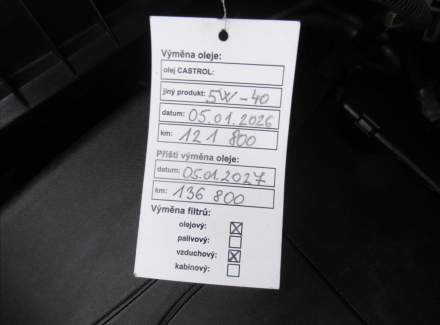 Výměna oleje:
olej CASTROL:
jiný produkt: 5W-40
datum: 05.01.2026
km: 121 800
Příští výměna oleje:
datum: 05.01.2027
km: 136 800
Výměna filtrů:
olejový:
palivový:
vzduchový:
kabinový: